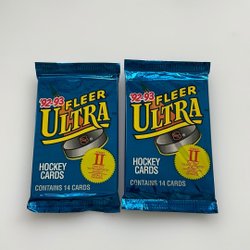 '92-'93
FLEER
ULTRA
HOCKEY
CARDS
II
CONTAINS 14 CARDS
'92-'93
FLEER
ULTRA
HOCKEY
CARDS
II
CONTAINS 14 CARDS